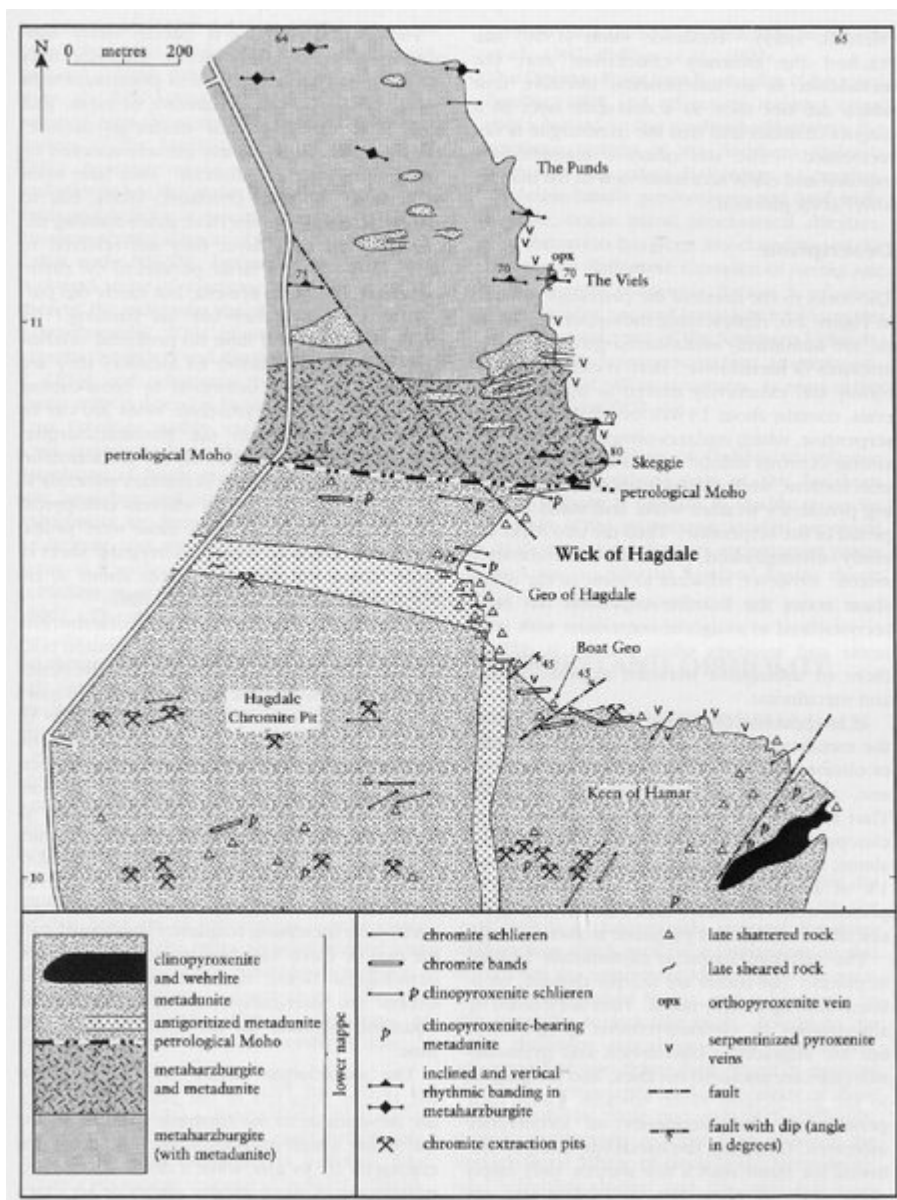 64
65
N
0 metres 200
The Punds
opx
70
70
The Viels
71
11
70
80
Skeggie
petrological Moho
petrological Moho
p
p
p
Wick of Hagdale
p
Geo of Hagdale
Boat Geo
45
45
Hagdale
Chromite Pit
Keen of Hamar
p
p
p
p
p
10
p
p
clinopyroxenite
and wehrlite
metadunite
antigoritized metadunite
petrological Moho
metaharzburgite
and metadunite
metaharzburgite
(with metadunite)
lower nappe
chromite schlieren
chromite bands
p clinopyroxenite schlieren
p clinopyroxenite-bearing
metadunite
inclined and vertical
rhythmic banding in
metaharzburgite
chromite extraction pits
late shattered rock
late sheared rock
opx orthopyroxenite vein
v serpentinized pyroxenite
veins
fault
fault with dip (angle
in degrees)